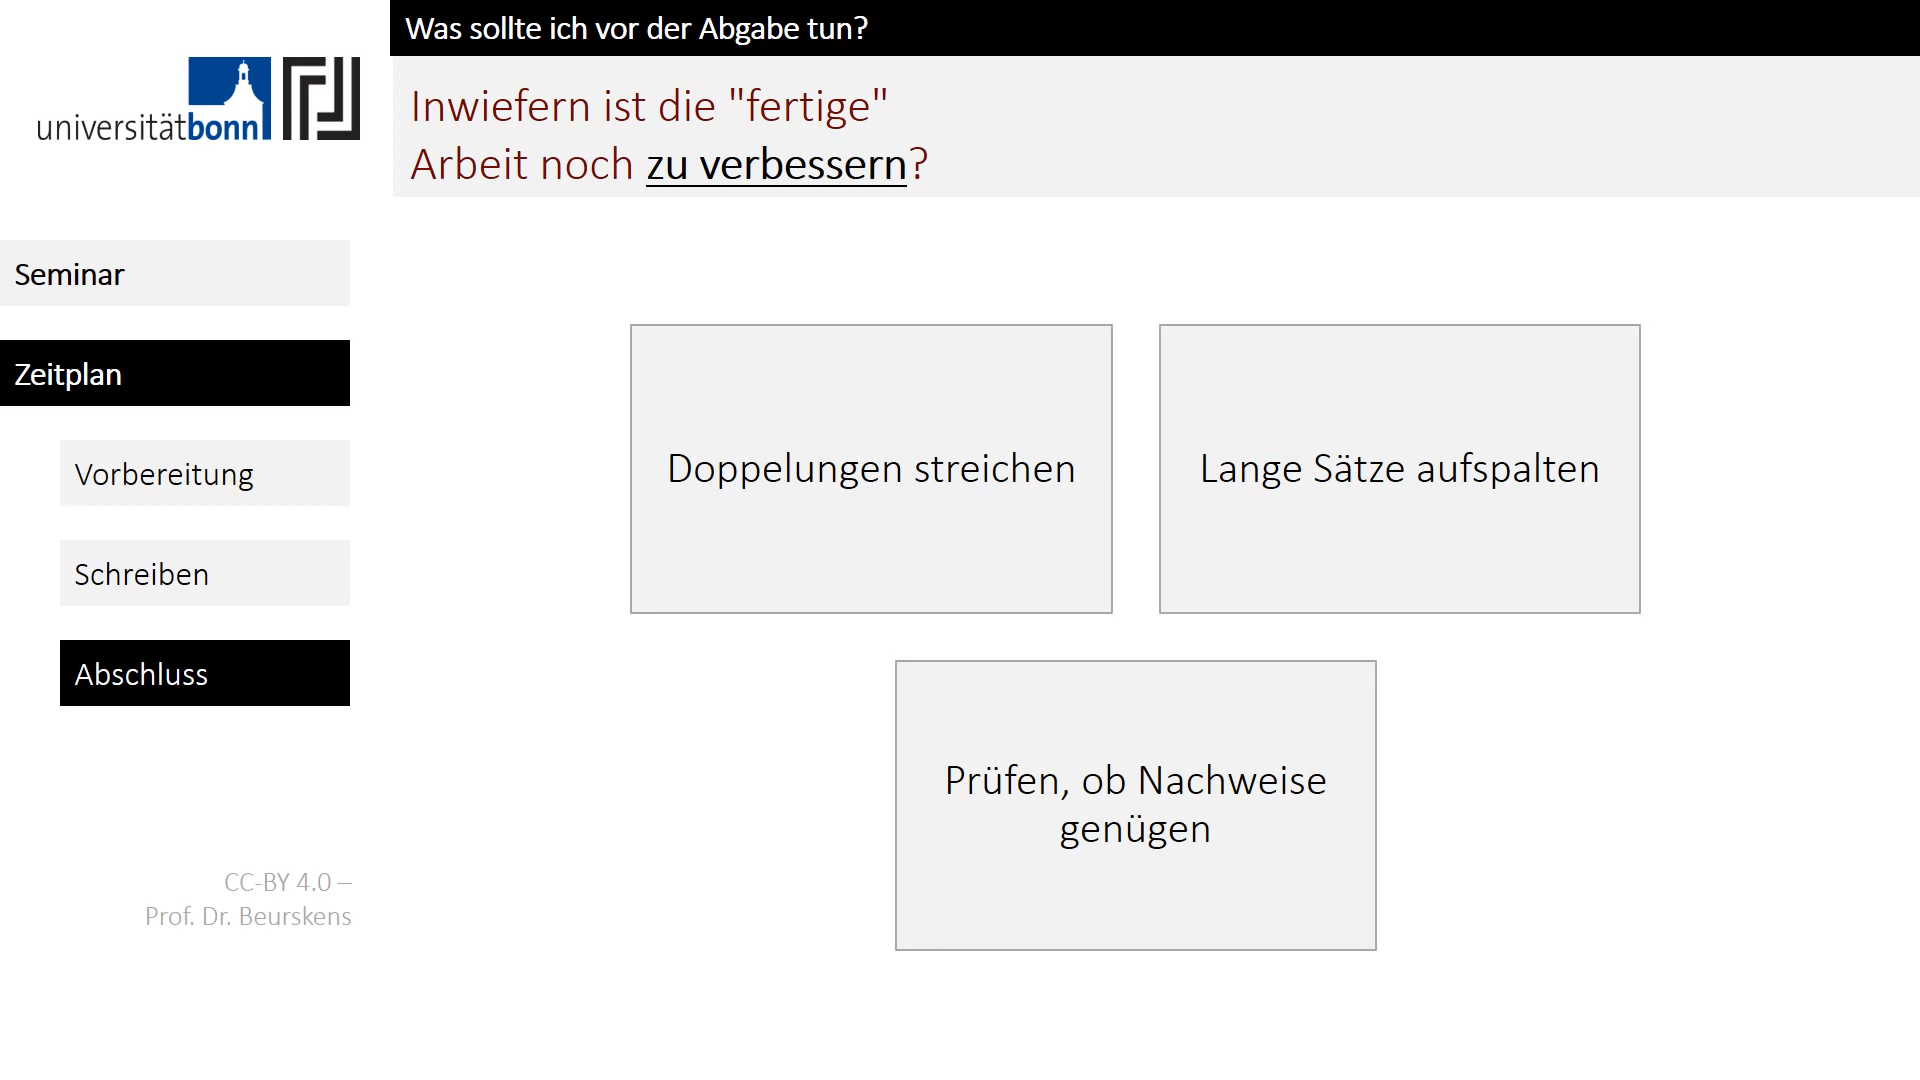 Was sollte ich vor der Abgabe tun?
universitätbonn
Inwiefern ist die "fertige"
Arbeit noch zu verbessern?
Seminar
Zeitplan
Vorbereitung
Schreiben
Abschluss
Doppelungen streichen
Lange Sätze aufspalten
Prüfen, ob Nachweise
genügen
CC-BY 4.0 –
Prof. Dr. Beurskens